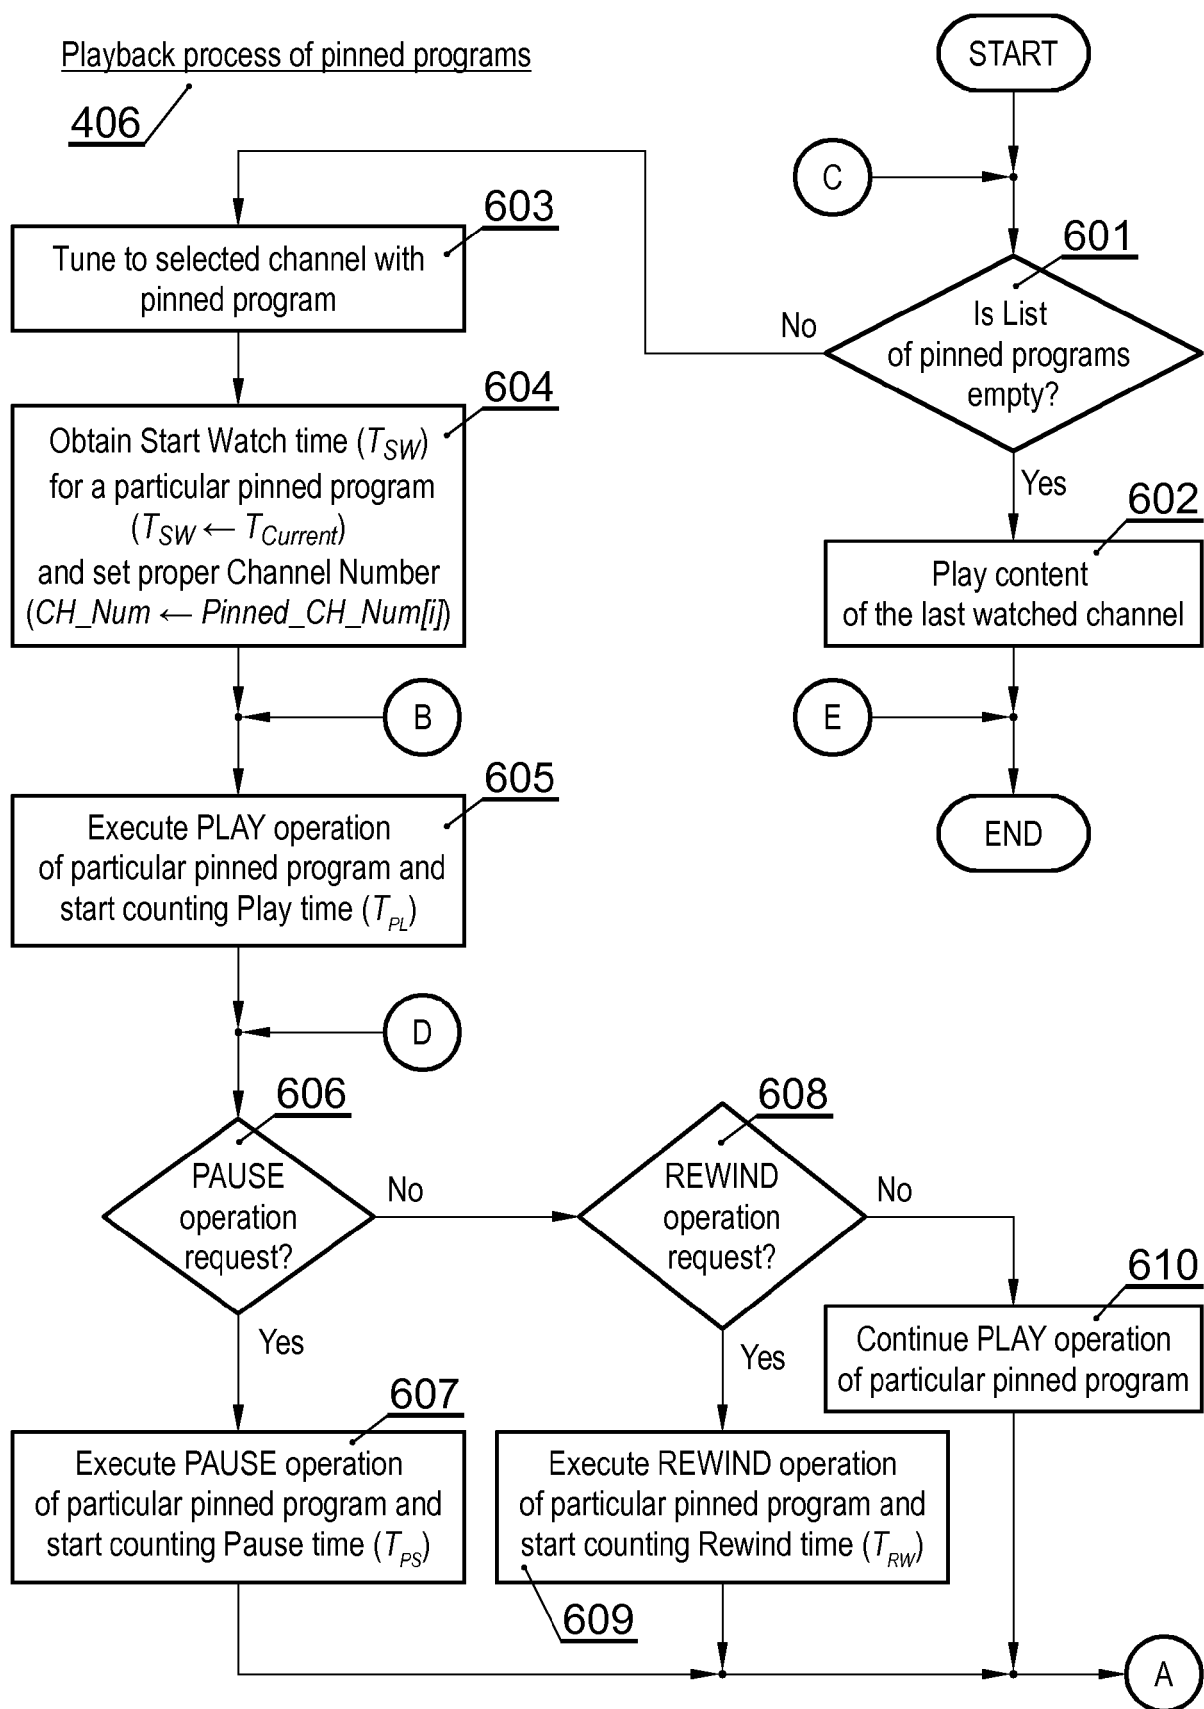 Playback process of pinned programs
406
START
C
601
Is List
of pinned programs
empty?
No
Yes
602
Play content
of the last watched channel
E
END
603
Tune to selected channel with
pinned program
604
Obtain Start Watch time (T_SW)
for a particular pinned program
(T_SW ← T_Current)
and set proper Channel Number
(CH_Num ← Pinned_CH_Num[i])
B
605
Execute PLAY operation
of particular pinned program and
start counting Play time (T_PL)
D
606
PAUSE
operation
request?
No
Yes
608
REWIND
operation
request?
No
Yes
610
Continue PLAY operation
of particular pinned program
607
Execute PAUSE operation
of particular pinned program and
start counting Pause time (T_PS)
Execute REWIND operation
of particular pinned program and
start counting Rewind time (T_RW)
609
A